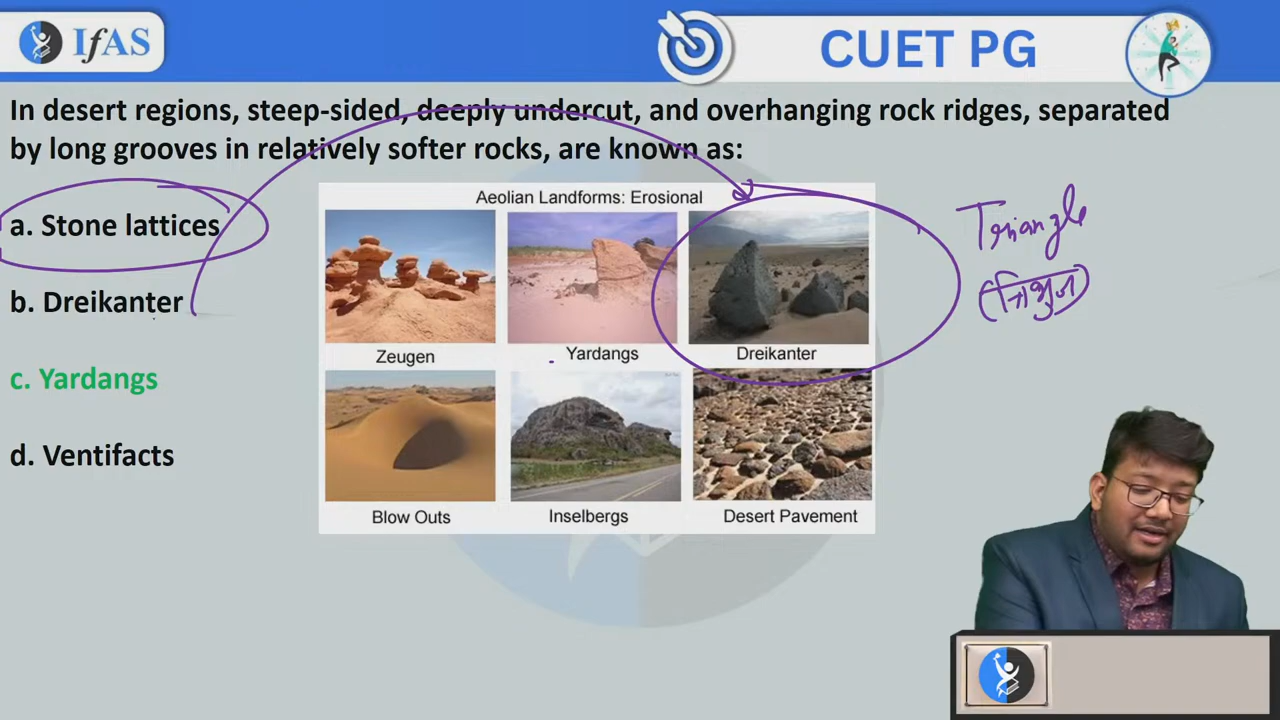 IfAS
CUET PG
In desert regions, steep-sided, deeply undercut, and overhanging rock ridges, separated
by long grooves in relatively softer rocks, are known as:
a. Stone lattices
b. Dreikanter
c. Yardangs
d. Ventifacts
Aeolian Landforms: Erosional
Zeugen
Yardangs
Dreikanter
Blow Outs
Inselbergs
Desert Pavement
Triangle
(त्रिभुज)